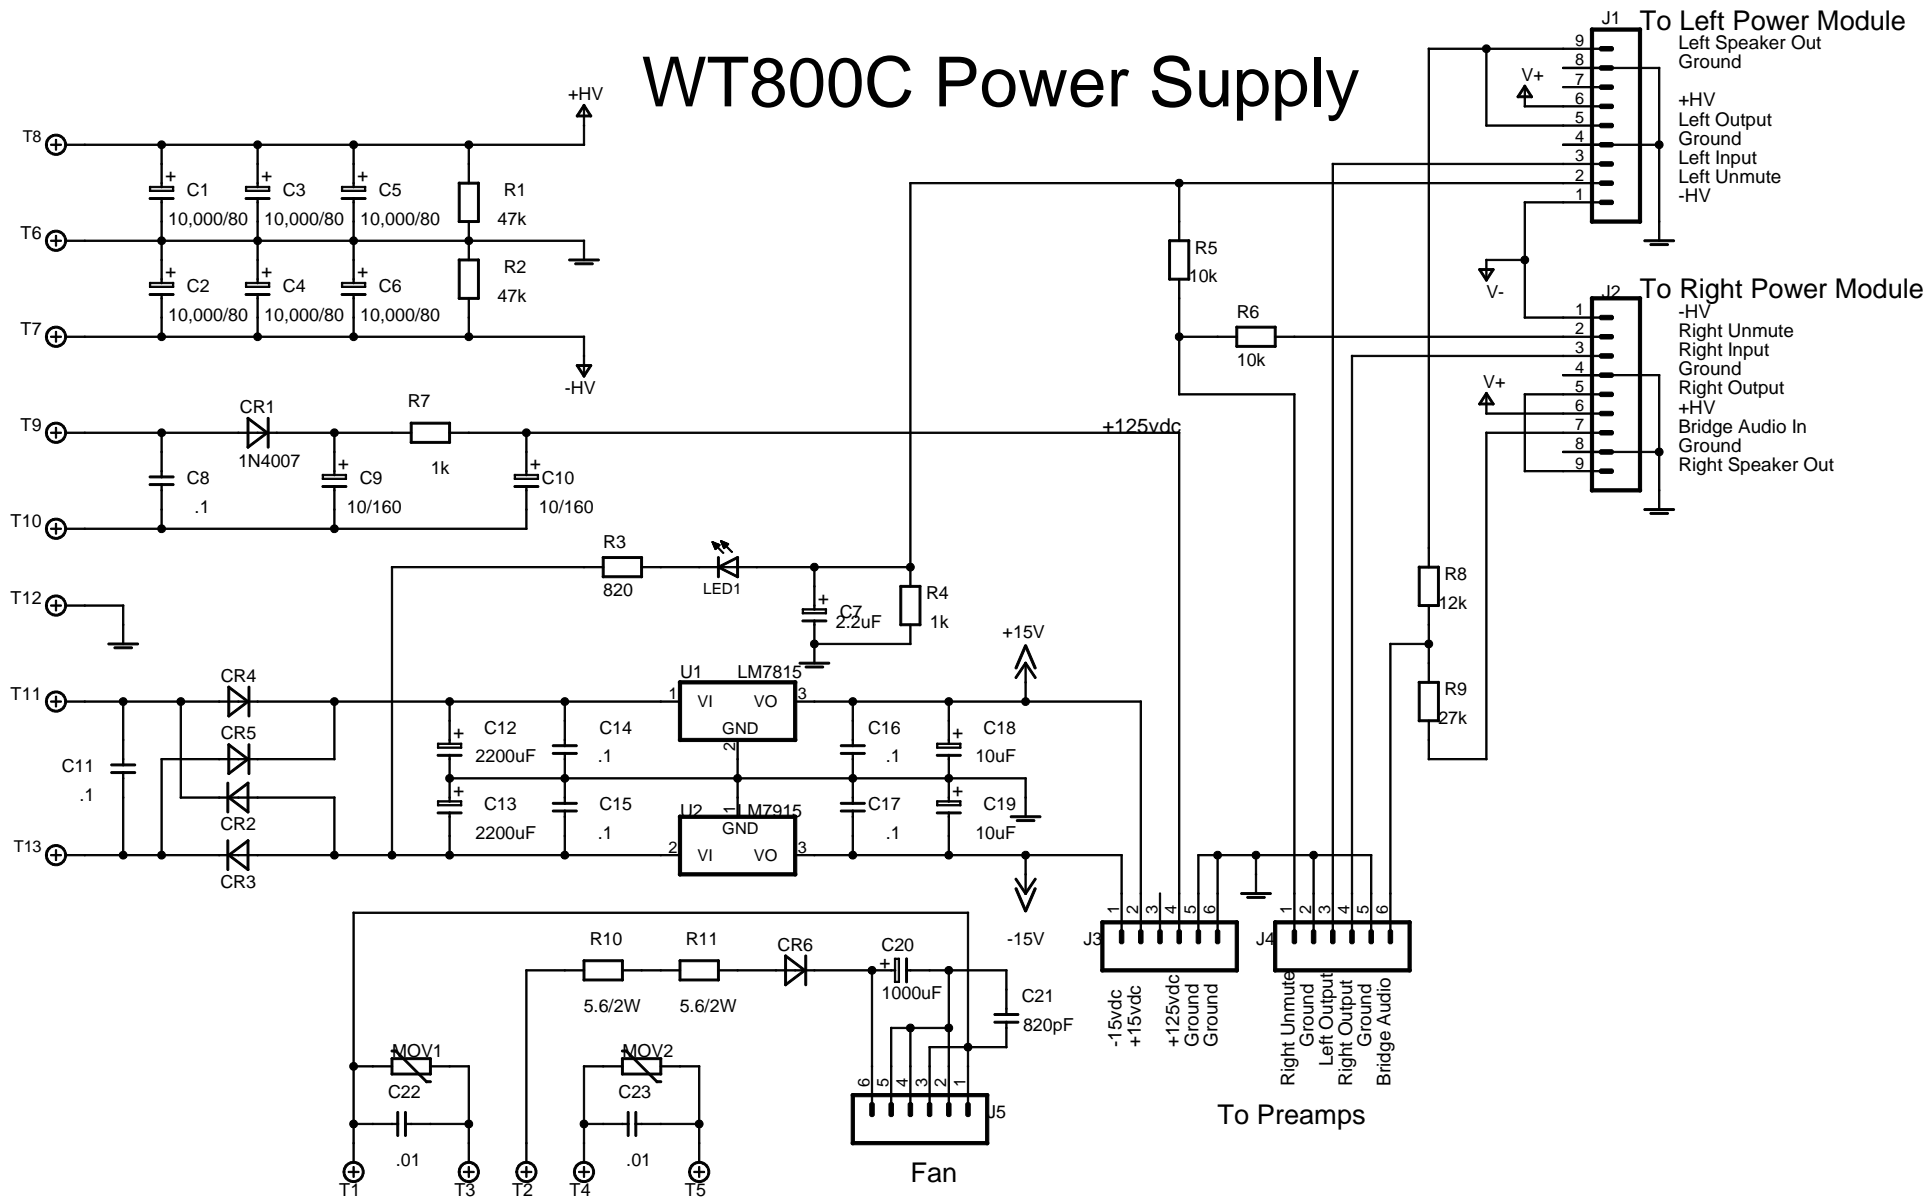 WT800C Power Supply
T8
+HV
C1
10,000/80
C3
10,000/80
C5
10,000/80
R1
47k
T6
C2
10,000/80
C4
10,000/80
C6
10,000/80
R2
47k
T7
-HV
T9
CR1
1N4007
R7
1k
+125vdc
C8
.1
C9
10/160
C10
10/160
T10
R3
820
LED1
C7
2.2uF
R4
1k
T12
T11
CR4
CR5
CR2
CR3
C11
.1
T13
C12
2200uF
C13
2200uF
C14
.1
C15
.1
U1
LM7815
1
VI
VO
3
GND
2
U2
LM7915
1
GND
2
VI
VO
3
C16
.1
C17
.1
C18
10uF
C19
10uF
+15V
-15V
R5
10k
R6
10k
R8
12k
R9
27k
J1
To Left Power Module
9
Left Speaker Out
8
Ground
7
6
+HV
5
Left Output
4
Ground
3
Left Input
2
Left Unmute
1
-HV
V+
V-
J2
To Right Power Module
1
-HV
2
Right Unmute
3
Right Input
4
Ground
5
Right Output
6
+HV
7
Bridge Audio In
8
Ground
9
Right Speaker Out
V+
J3
1
2
3
4
5
6
-15vdc
+15vdc
+125vdc
Ground
Ground
J4
1
2
3
4
5
6
Right Unmute
Ground
Left Output
Right Output
Ground
Bridge Audio
To Preamps
R10
5.6/2W
R11
5.6/2W
CR6
C20
1000uF
C21
820pF
MOV1
C22
.01
MOV2
C23
.01
6
5
4
3
2
1
J5
Fan
T1
T3
T2
T4
T5